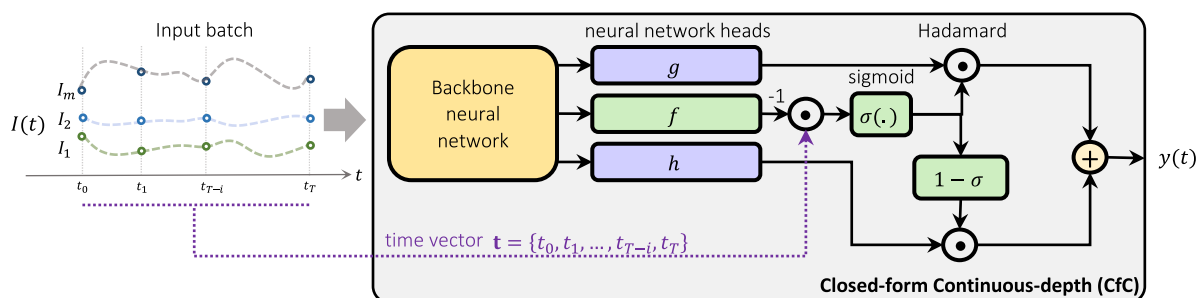 Input batch
I(t)
I_m
I_2
I_1
t_0
t_1
t_{T−i}
t_T
t
time vector t = {t_0, t_1, ..., t_{T−i}, t_T}
Backbone
neural
network
neural network heads
g
f
h
-1
sigmoid
σ(.)
Hadamard
1 − σ
+
y(t)
Closed-form Continuous-depth (CfC)